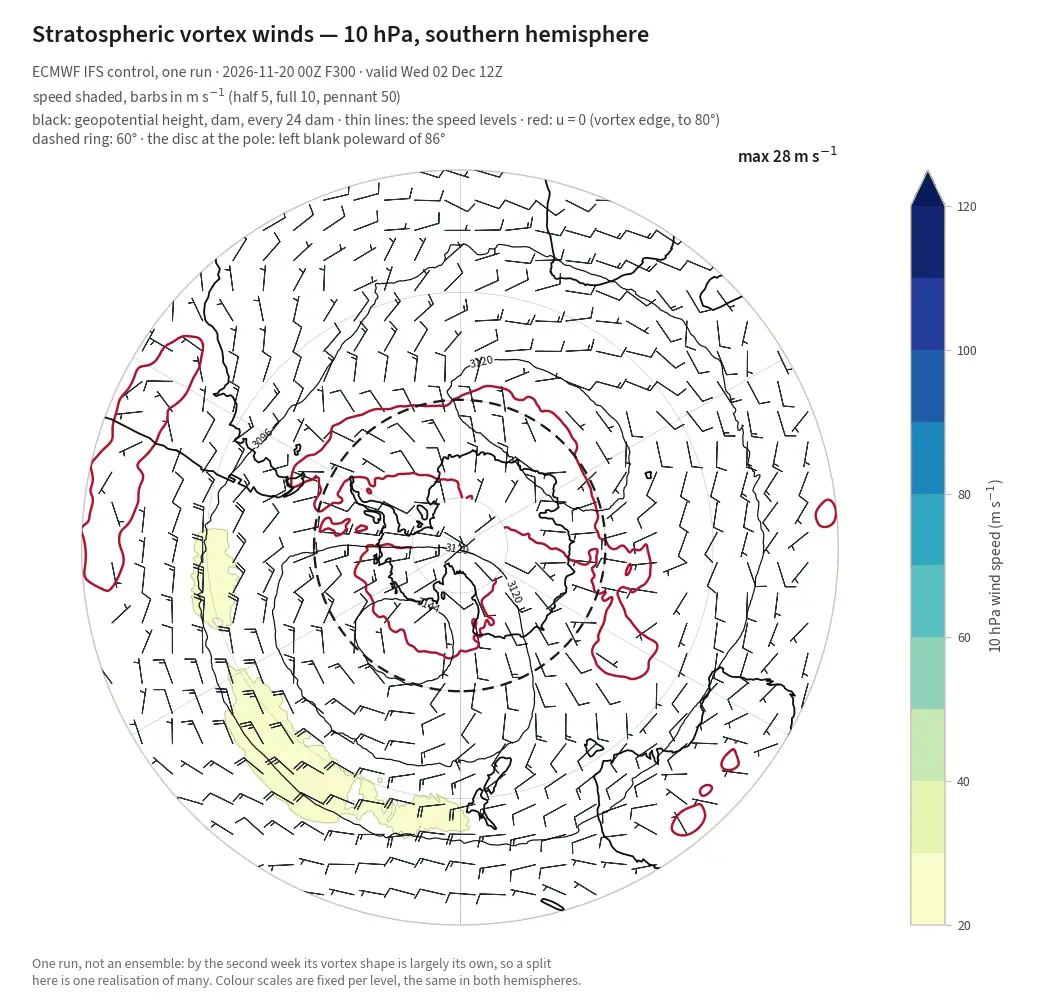 Stratospheric vortex winds — 10 hPa, southern hemisphere
ECMWF IFS control, one run · 2026-11-20 00Z F300 · valid Wed 02 Dec 12Z
speed shaded, barbs in m s⁻¹ (half 5, full 10, pennant 50)
black: geopotential height, dam, every 24 dam · thin lines: the speed levels · red: u = 0 (vortex edge, to 80°)
dashed ring: 60° · the disc at the pole: left blank poleward of 86°
max 28 m s⁻¹
120
100
80
60
40
20
10 hPa wind speed (m s⁻¹)
3120
3096
3120
3120
One run, not an ensemble: by the second week its vortex shape is largely its own, so a split
here is one realisation of many. Colour scales are fixed per level, the same in both hemispheres.